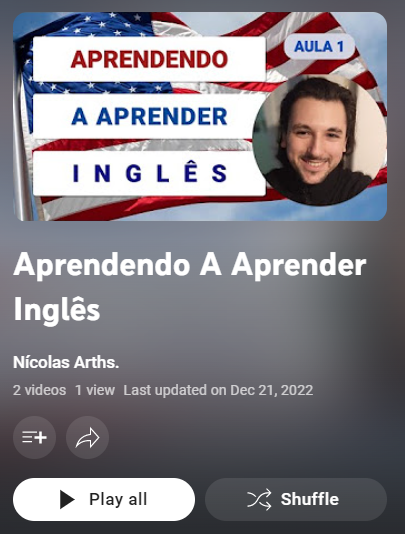 APRENDENDO
AULA 1
A APRENDER
INGLÊS
Aprendendo A Aprender
Inglês
Nícolas Arths.
2 videos 1 view Last updated on Dec 21, 2022
Play all
Shuffle